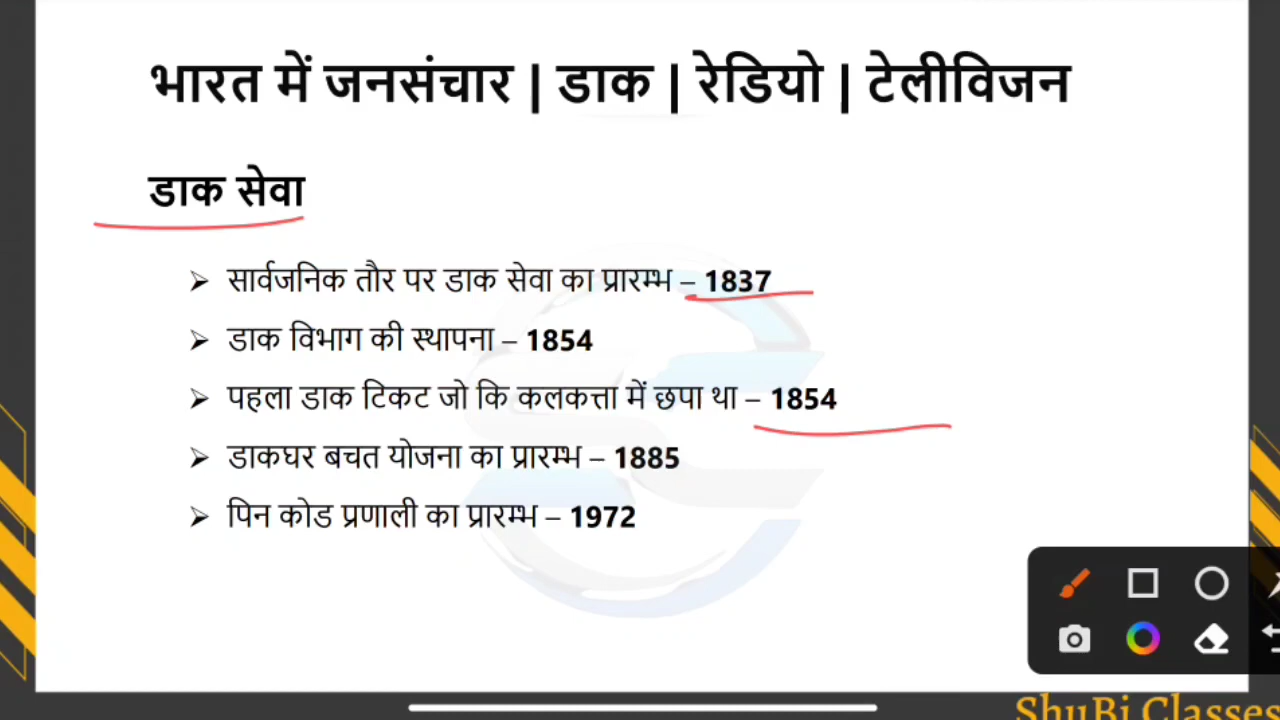 भारत में जनसंचार | डाक | रेडियो | टेलीविजन
डाक सेवा
➢ सार्वजनिक तौर पर डाक सेवा का प्रारम्भ – 1837
➢ डाक विभाग की स्थापना – 1854
➢ पहला डाक टिकट जो कि कलकत्ता में छपा था – 1854
➢ डाकघर बचत योजना का प्रारम्भ – 1885
➢ पिन कोड प्रणाली का प्रारम्भ – 1972
ShuBi Classes